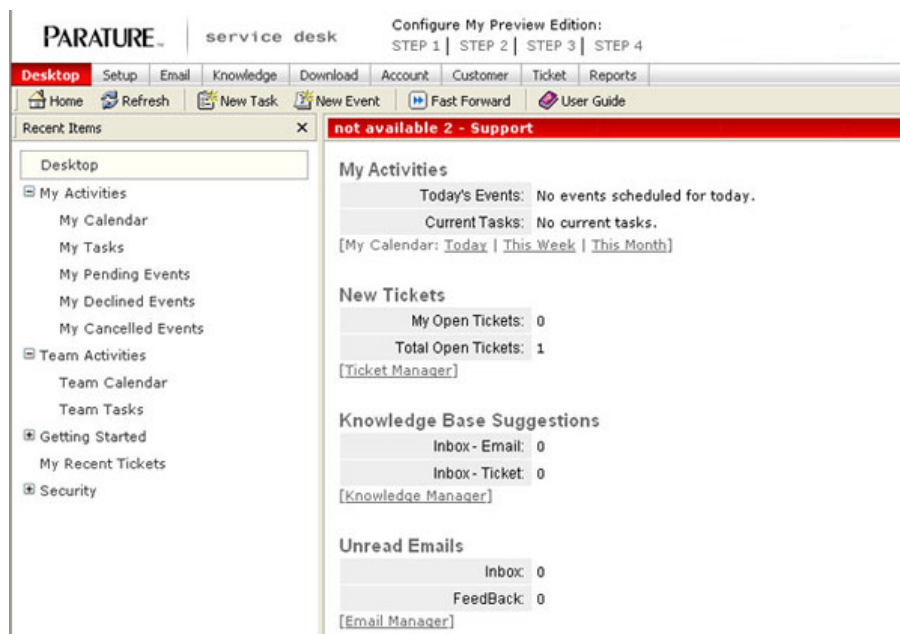 PARATURE™ service desk
Configure My Preview Edition:
STEP 1 | STEP 2 | STEP 3 | STEP 4
Desktop Setup Email Knowledge Download Account Customer Ticket Reports
Home Refresh New Task New Event Fast Forward User Guide
Recent Items X
not available 2 - Support
Desktop
My Activities
My Calendar
My Tasks
My Pending Events
My Declined Events
My Cancelled Events
Team Activities
Team Calendar
Team Tasks
Getting Started
My Recent Tickets
Security
My Activities
Today's Events: No events scheduled for today.
Current Tasks: No current tasks.
[My Calendar: Today | This Week | This Month]
New Tickets
My Open Tickets: 0
Total Open Tickets: 1
[Ticket Manager]
Knowledge Base Suggestions
Inbox - Email: 0
Inbox - Ticket: 0
[Knowledge Manager]
Unread Emails
Inbox: 0
FeedBack: 0
[Email Manager]